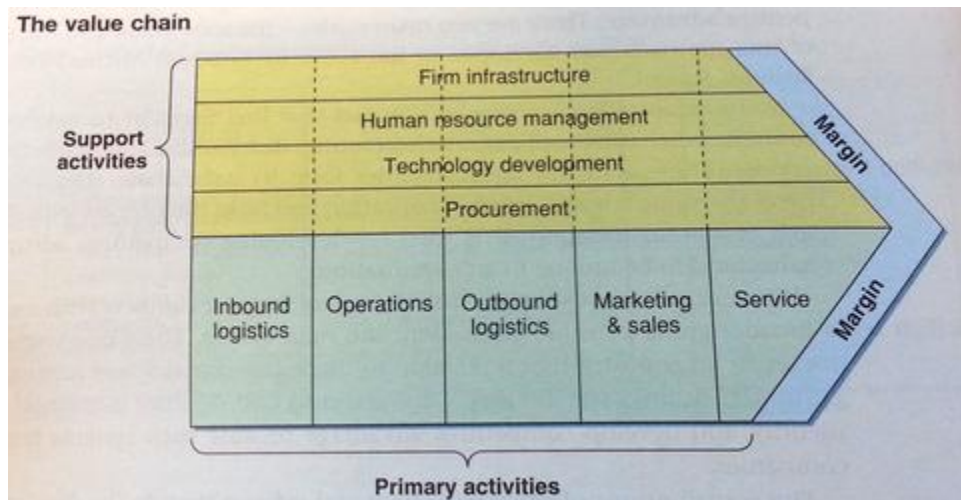 The value chain
Support
activities
Firm infrastructure
Human resource management
Technology development
Procurement
Margin
Inbound
logistics
Operations
Outbound
logistics
Marketing
& sales
Service
Margin
Primary activities